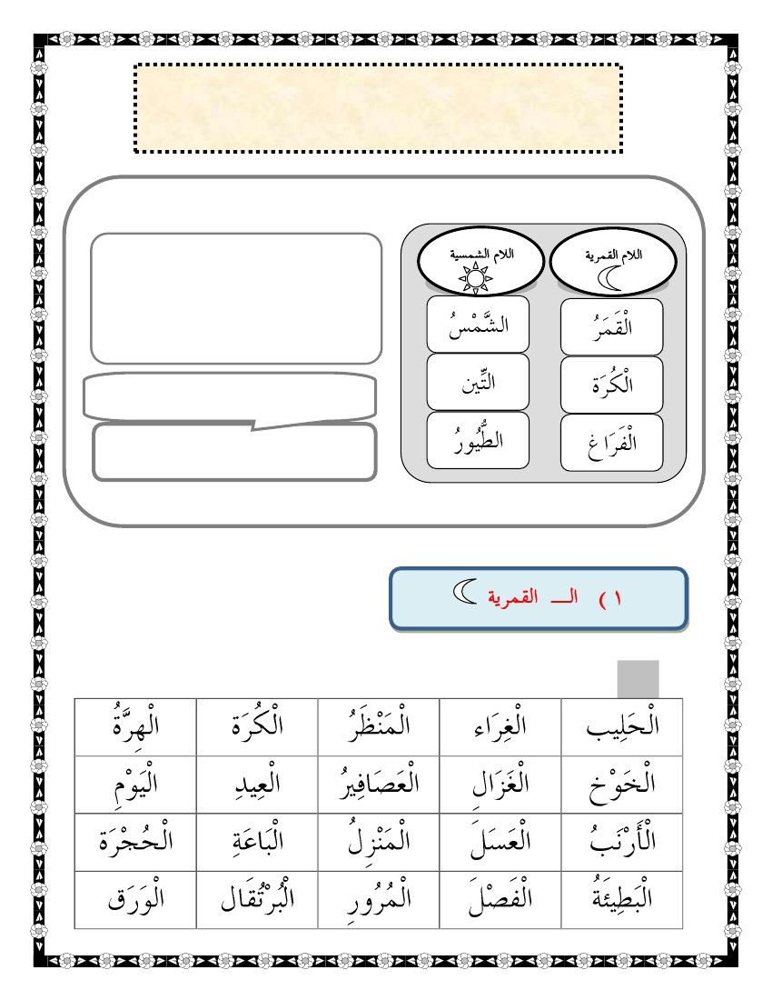 اللام القمرية اللام الشمسية
الْقَمَرُ الشَّمْسُ
الْكُرَة التِّين
الْفَرَاغ الطُّيُورُ
١ ) الـــ القمرية
الْحَلِيب الْغِرَاء الْمَنْظَرُ الْكُرَة الْهِرَّةُ
الْخَوْخ الْغَزَالِ الْعَصَافِيرُ الْعِيدِ الْيَوْمِ
الْأَرْنَبُ الْعَسَلَ الْمَنْزِلُ الْبَاعَةِ الْحُجْرَة
الْبَطِيئَةُ الْفَصْلَ الْمُرُورِ الْبُرْتُقَال الْوَرَق